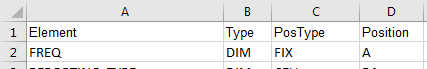 A B C D
1 Element Type PosType Position
2 FREQ DIM FIX A